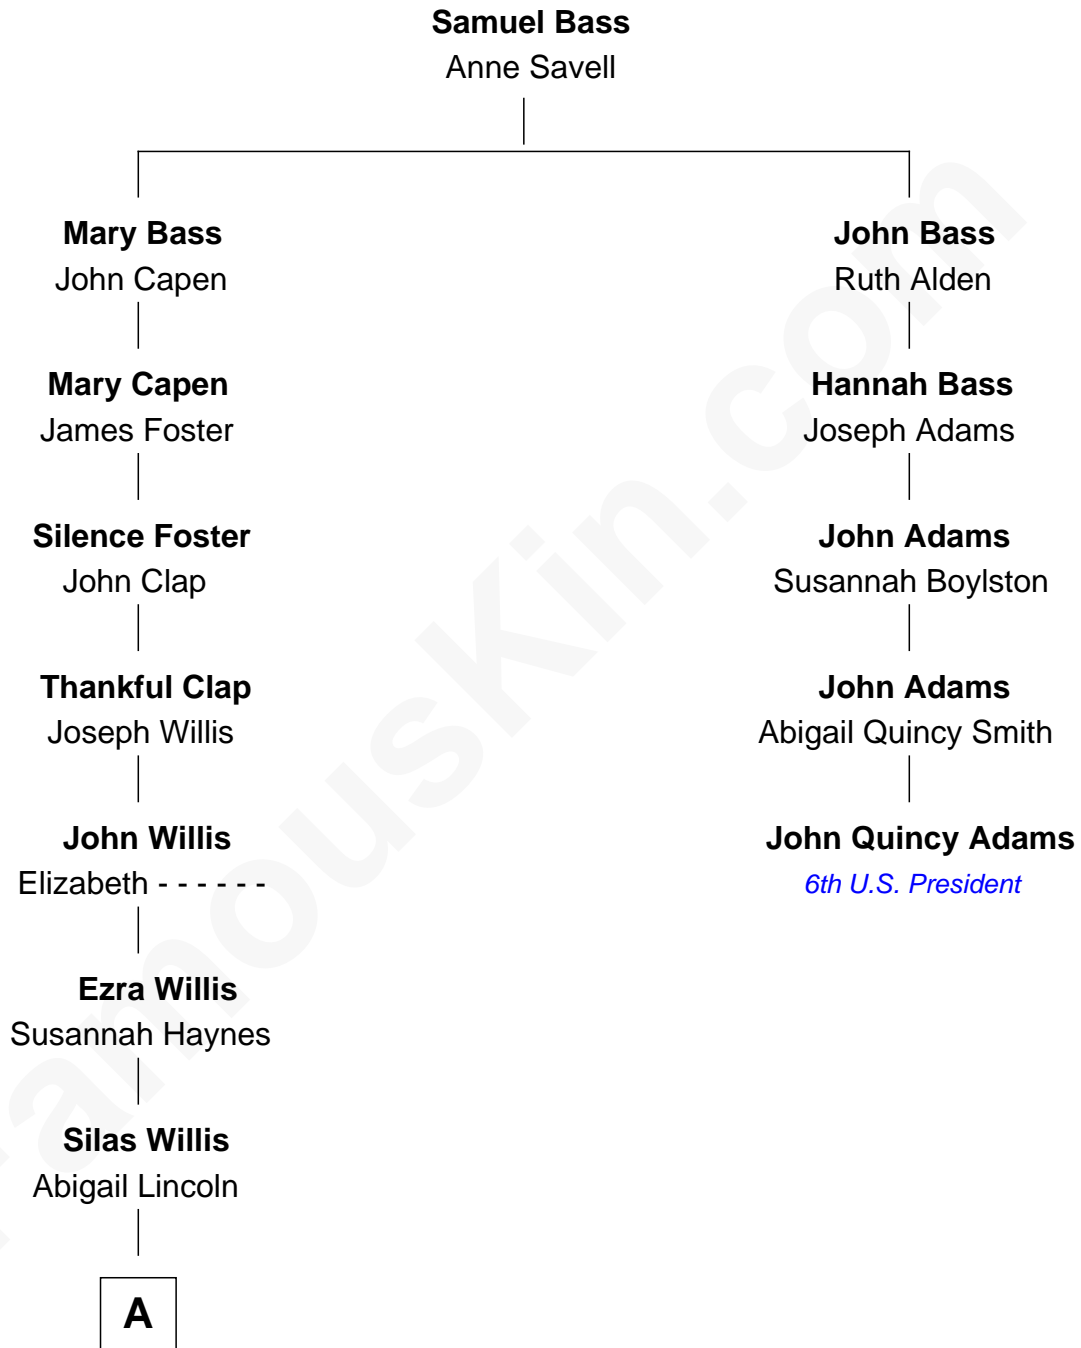 Samuel Bass
Anne Savell
Mary Bass
John Capen
John Bass
Ruth Alden
Mary Capen
James Foster
Hannah Bass
Joseph Adams
Silence Foster
John Clap
John Adams
Susannah Boylston
Thankful Clap
Joseph Willis
John Adams
Abigail Quincy Smith
John Willis
Elizabeth - - - - - -
John Quincy Adams
6th U.S. President
Ezra Willis
Susannah Haynes
Silas Willis
Abigail Lincoln
A
FamousKin.com